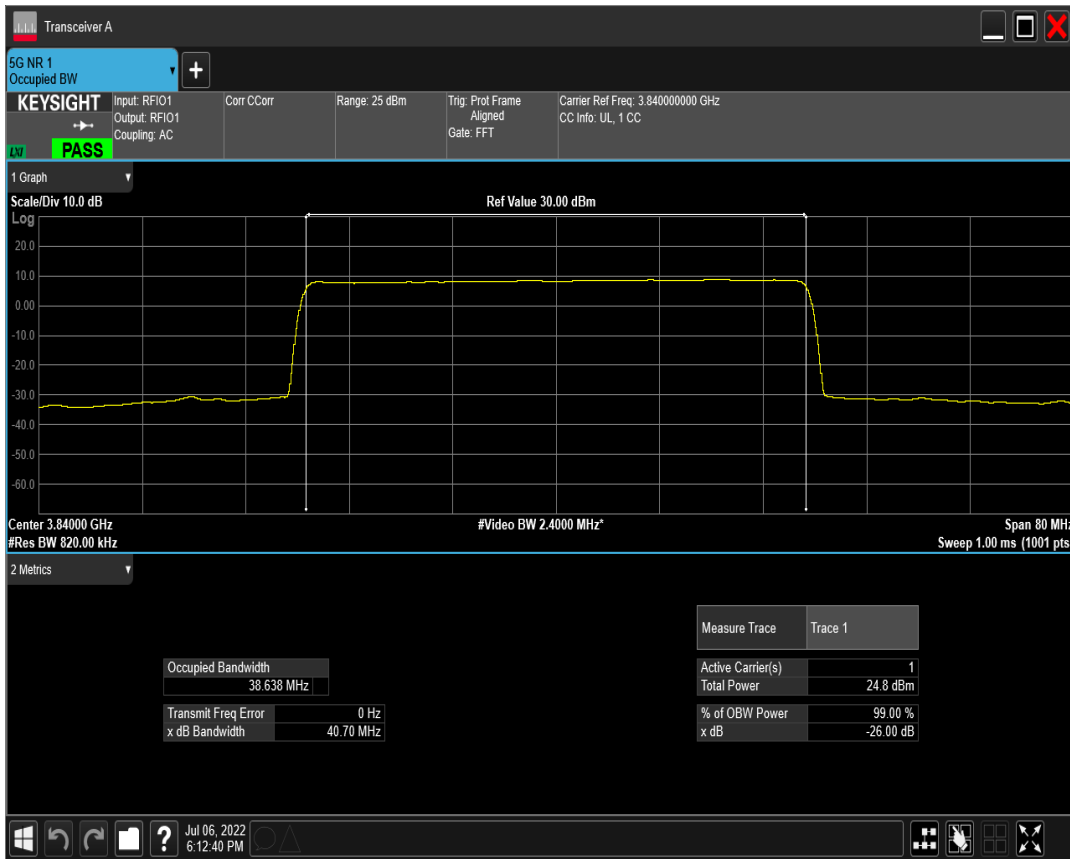 Transceiver A
5G NR 1
Occupied BW
+
KEYSIGHT
LXI
PASS
Input: RFIO1
Output: RFIO1
Coupling: AC
Corr CCorr
Range: 25 dBm
Trig: Prot Frame
Aligned
Gate: FFT
Carrier Ref Freq: 3.840000000 GHz
CC Info: UL, 1 CC
1 Graph
Scale/Div 10.0 dB
Ref Value 30.00 dBm
Log
20.0
10.0
0.00
-10.0
-20.0
-30.0
-40.0
-50.0
-60.0
Center 3.84000 GHz
#Video BW 2.4000 MHz*
Span 80 MHz
#Res BW 820.00 kHz
Sweep 1.00 ms (1001 pts
2 Metrics
Measure Trace Trace 1
Occupied Bandwidth
38.638 MHz
Active Carrier(s) 1
Total Power 24.8 dBm
Transmit Freq Error 0 Hz
x dB Bandwidth 40.70 MHz
% of OBW Power 99.00 %
x dB -26.00 dB
?
Jul 06, 2022
6:12:40 PM